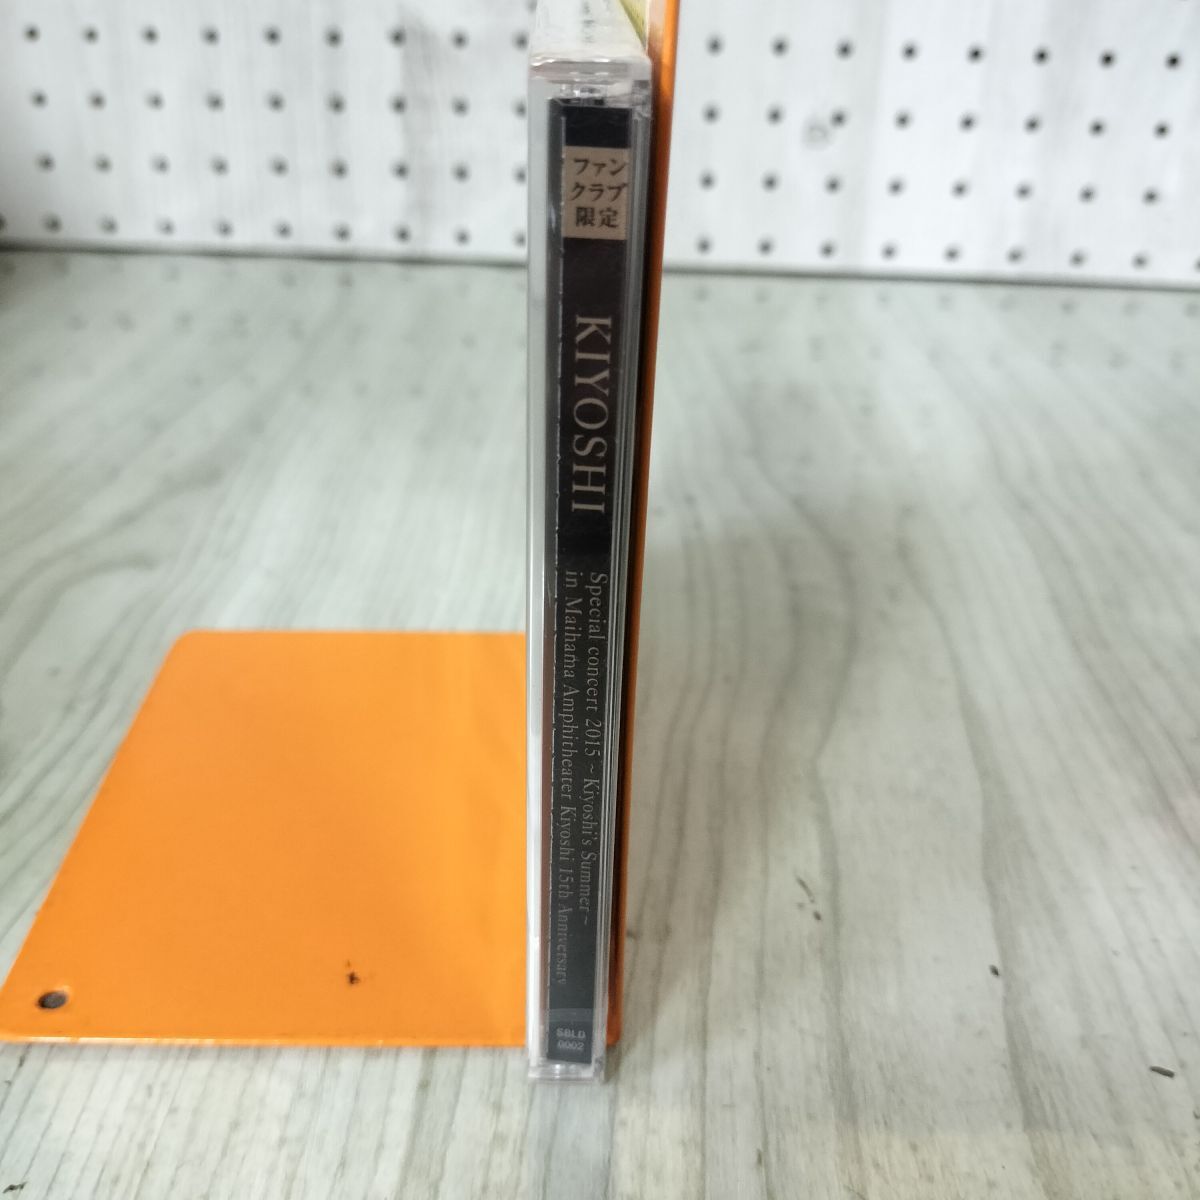 ファン
クラブ
限定
KIYOSHI
Special concert 2015 ~ Kiyoshi's Summer ~
in Maihama Amphitheater Kiyoshi 15th Anniversary
SBLD
0002